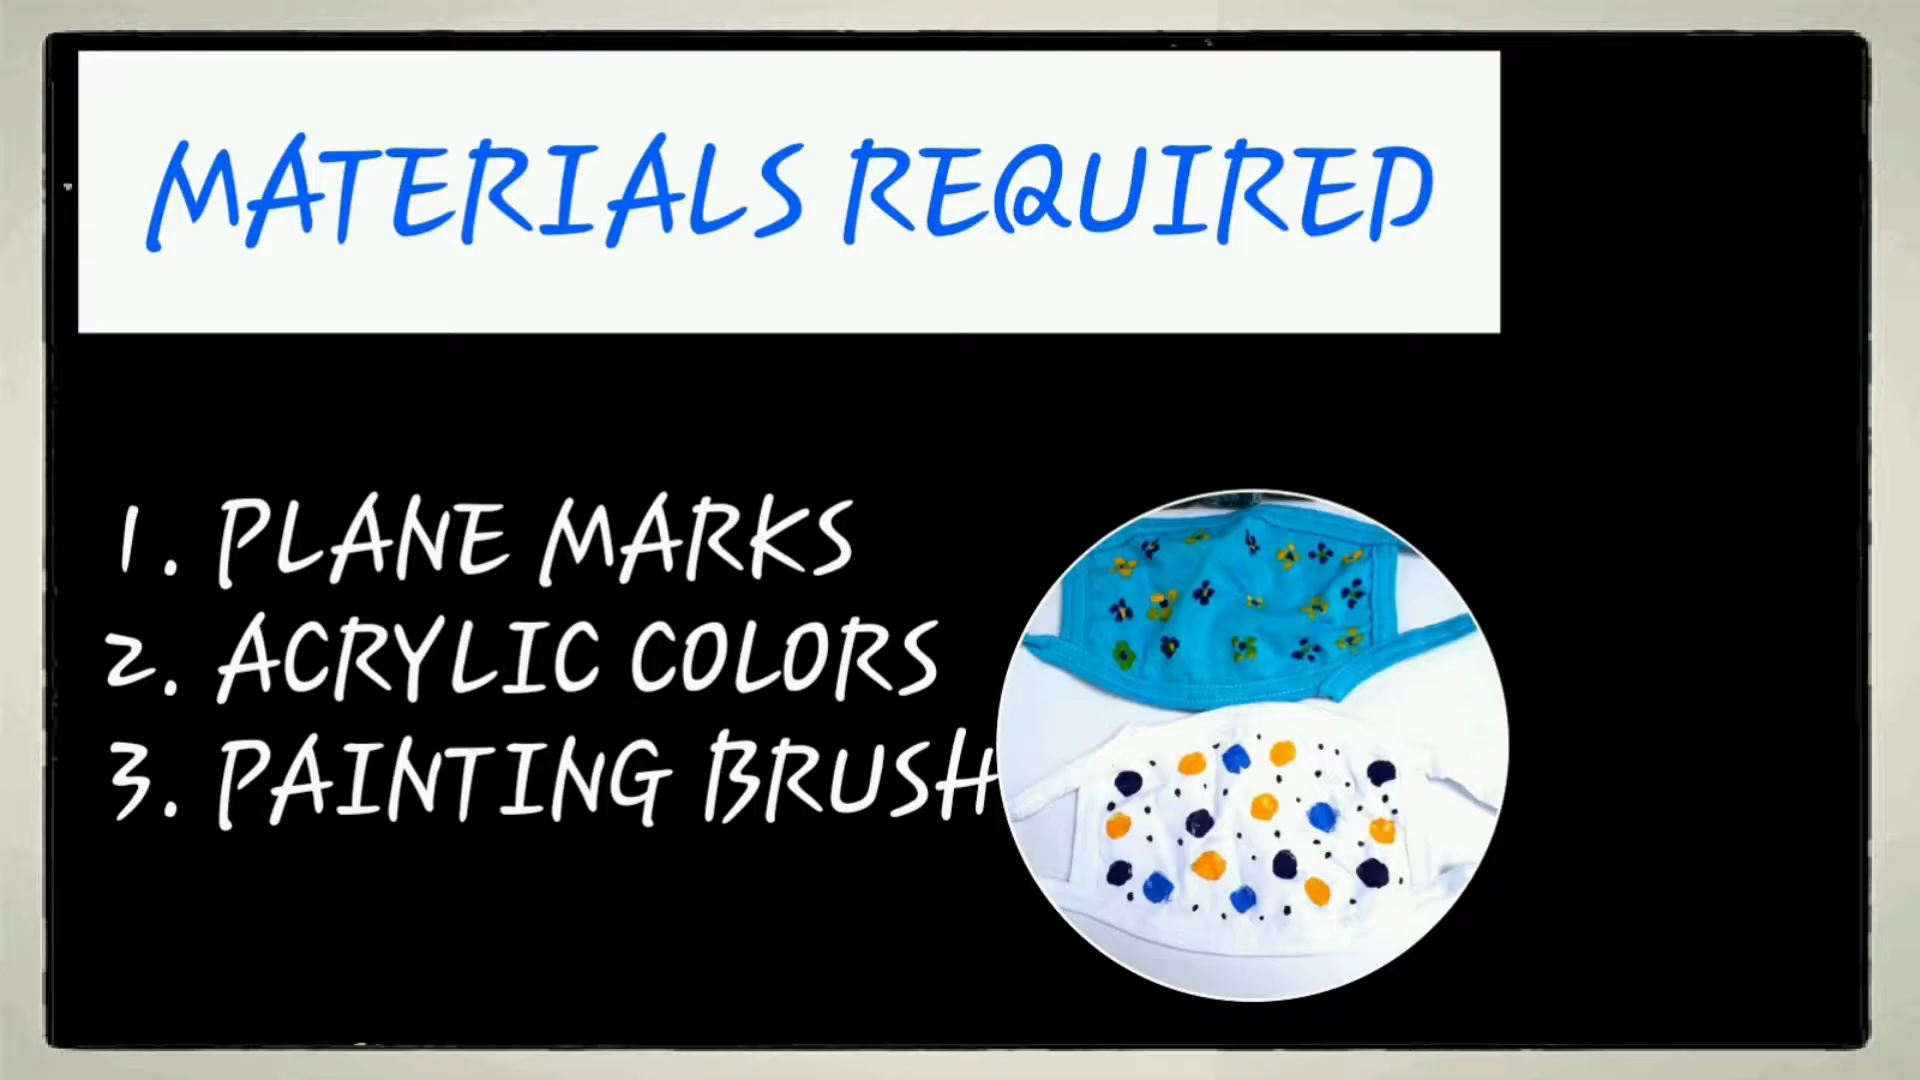 MATERIALS REQUIRED
1. PLANE MARKS
2. ACRYLIC COLORS
3. PAINTING BRUSH